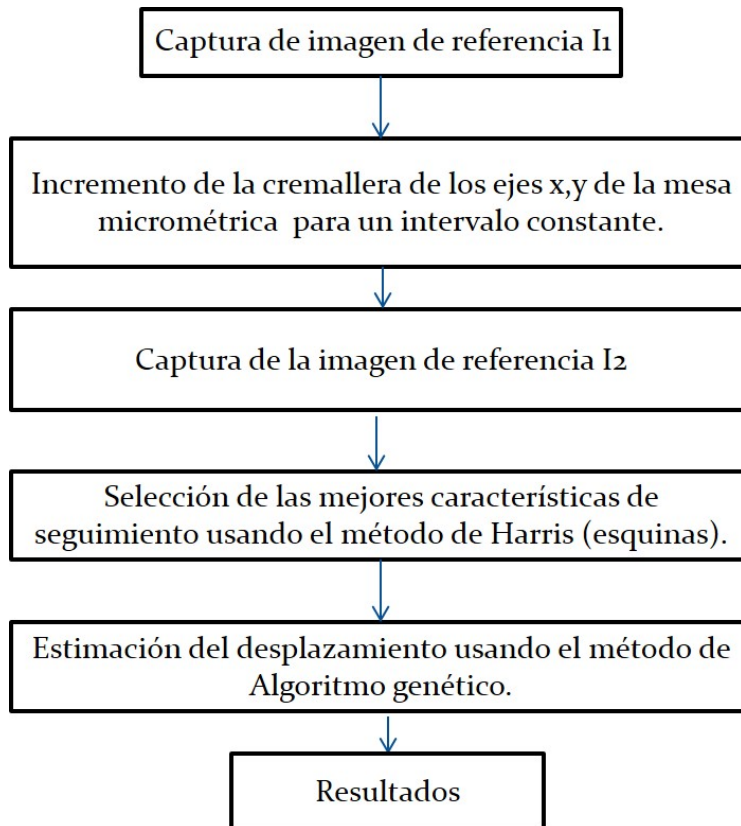 Captura de imagen de referencia I1
Incremento de la cremallera de los ejes x,y de la mesa
micrométrica para un intervalo constante.
Captura de la imagen de referencia I2
Selección de las mejores característícas de
seguimiento usando el método de Harris (esquinas).
Estimación del desplazamiento usando el método de
Algoritmo genético.
Resultados